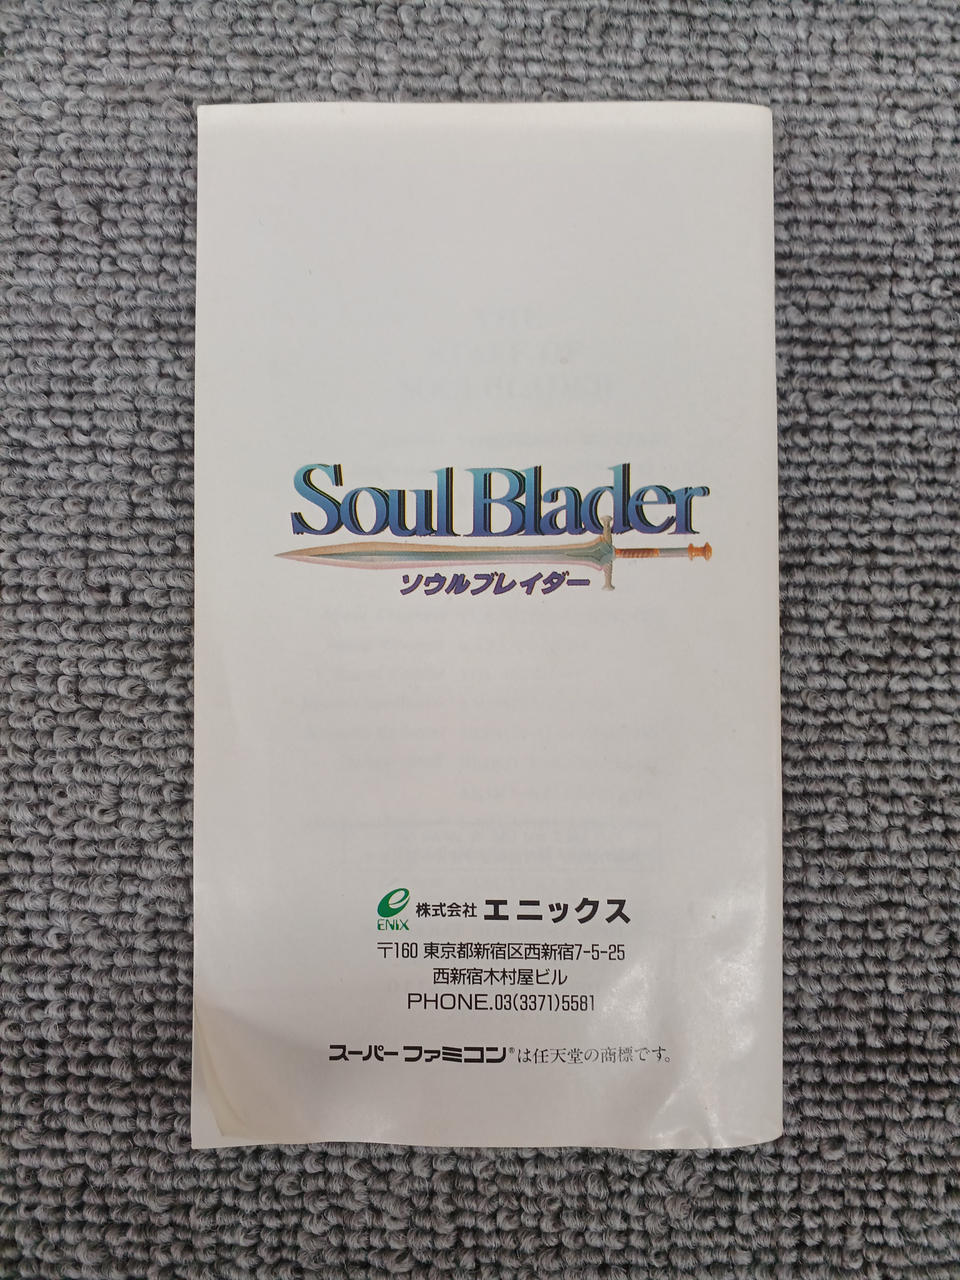 Soul Blader
ソウルブレイダー
ENIX 株式会社 エニックス
〒160 東京都新宿区西新宿7-5-25
西新宿木村屋ビル
PHONE.03(3371)5581
スーパーファミコン®は任天堂の商標です。